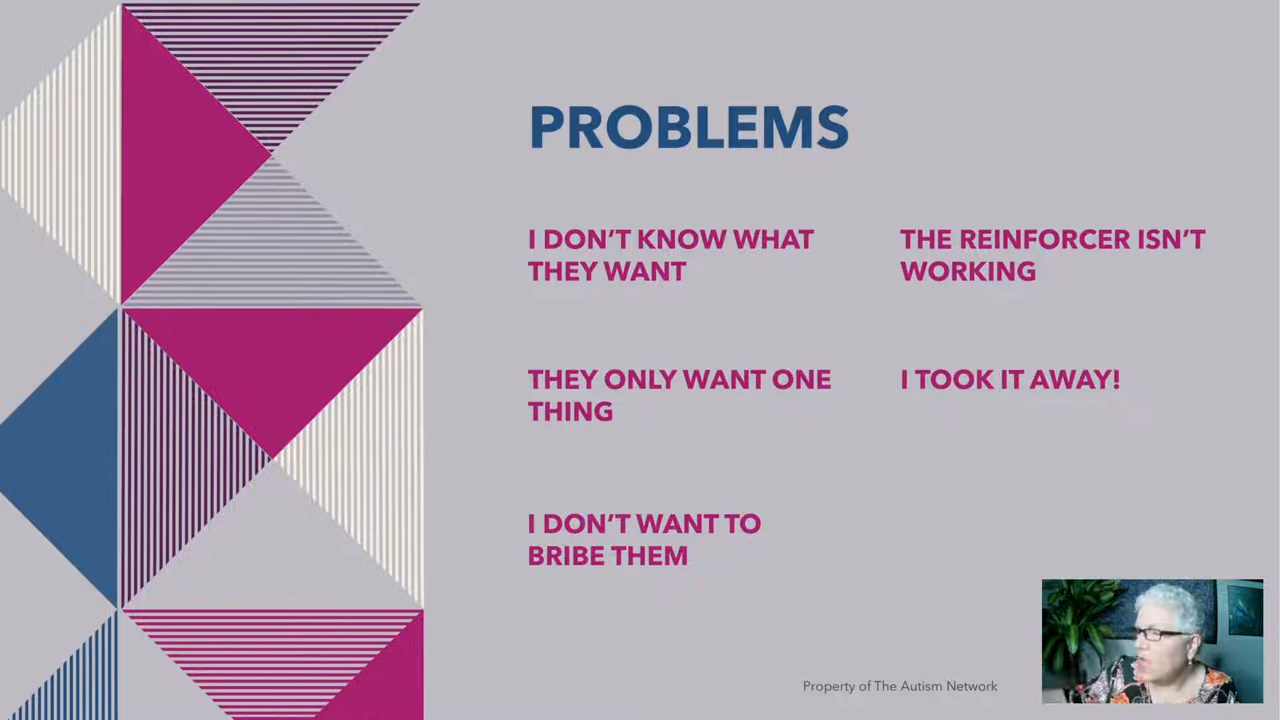 PROBLEMS
I DON’T KNOW WHAT
THEY WANT
THEY ONLY WANT ONE
THING
I DON’T WANT TO
BRIBE THEM
THE REINFORCER ISN’T
WORKING
I TOOK IT AWAY!
Property of The Autism Network